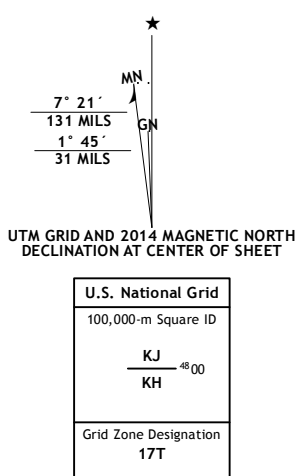 MN
GN
7° 21´
131 MILS
1° 45´
31 MILS
UTM GRID AND 2014 MAGNETIC NORTH
DECLINATION AT CENTER OF SHEET
U.S. National Grid
100,000-m Square ID
KJ
4800
KH
Grid Zone Designation
17T